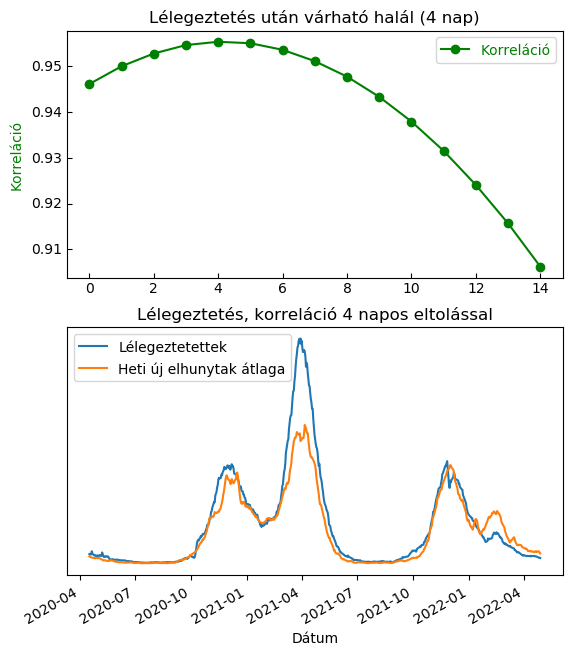 Lélegeztetés után várható halál (4 nap)
Korreláció
Korreláció
0.95
0.94
0.93
0.92
0.91
0 2 4 6 8 10 12 14
Lélegeztetés, korreláció 4 napos eltolással
Lélegeztetettek
Heti új elhunytak átlaga
2020-04 2020-07 2020-10 2021-01 2021-04 2021-07 2021-10 2022-01 2022-04
Dátum